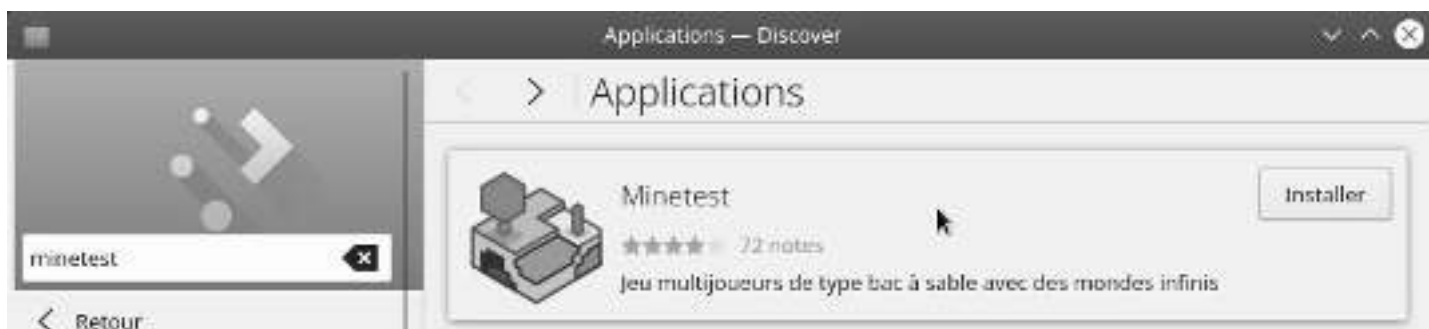 Applications — Discover
Applications
minetest
Retour
Minetest
Installer
72 notes
Jeu multijoueurs de type bac à sable avec des mondes infinis